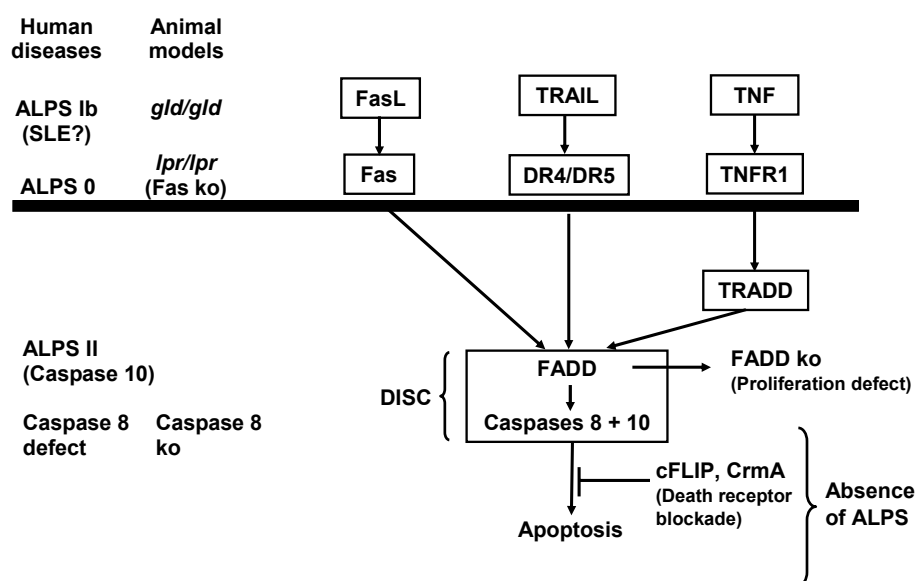 Human
diseases
Animal
models
ALPS Ib
(SLE?)
gld/gld
FasL
TRAIL
TNF
ALPS 0
lpr/lpr
(Fas ko)
Fas
DR4/DR5
TNFR1
TRADD
ALPS II
(Caspase 10)
DISC
FADD
FADD ko
(Proliferation defect)
Caspase 8
defect
Caspase 8
ko
Caspases 8 + 10
cFLIP, CrmA
(Death receptor
blockade)
Apoptosis
Absence
of ALPS